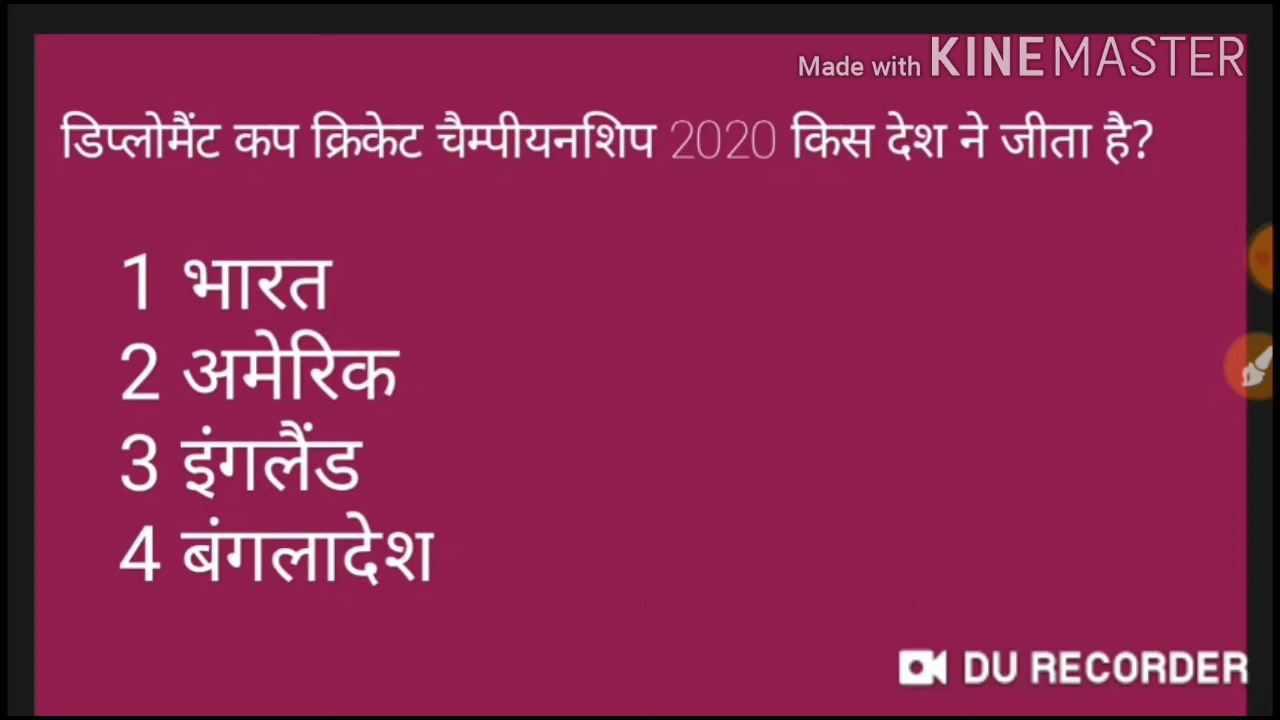 Made with KINEMASTER
डिप्लोमैंट कप क्रिकेट चैम्पीयनशिप 2020 किस देश ने जीता है?
1 भारत
2 अमेरिक
3 इंगलैंड
4 बंगलादेश
DU RECORDER